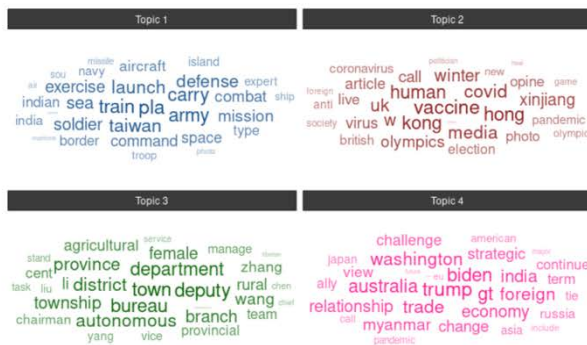 Topic 1
missile aircraft island
sou navy defense expert
air exercise launch carry combat ship
indian sea train pla army mission
india soldier taiwan space type
border command
troop photo
Topic 2
politician
coronavirus call winter new real
foreign article human covid opine game
anti live uk vaccine hong xinjiang
society virus w kong media pandemic
british olympics photo olympic
election
Topic 3
service
agricultural female manage
stand province department zhang
cent li district town deputy rural chen
task liu wang chief
township bureau branch team
chairman autonomous provincial
yang vice
Topic 4
challenge american
japan washington strategic major
view eu biden india continue
ally australia trump gt foreign term tie
relationship trade economy russia
call myanmar change asia include
pandemic